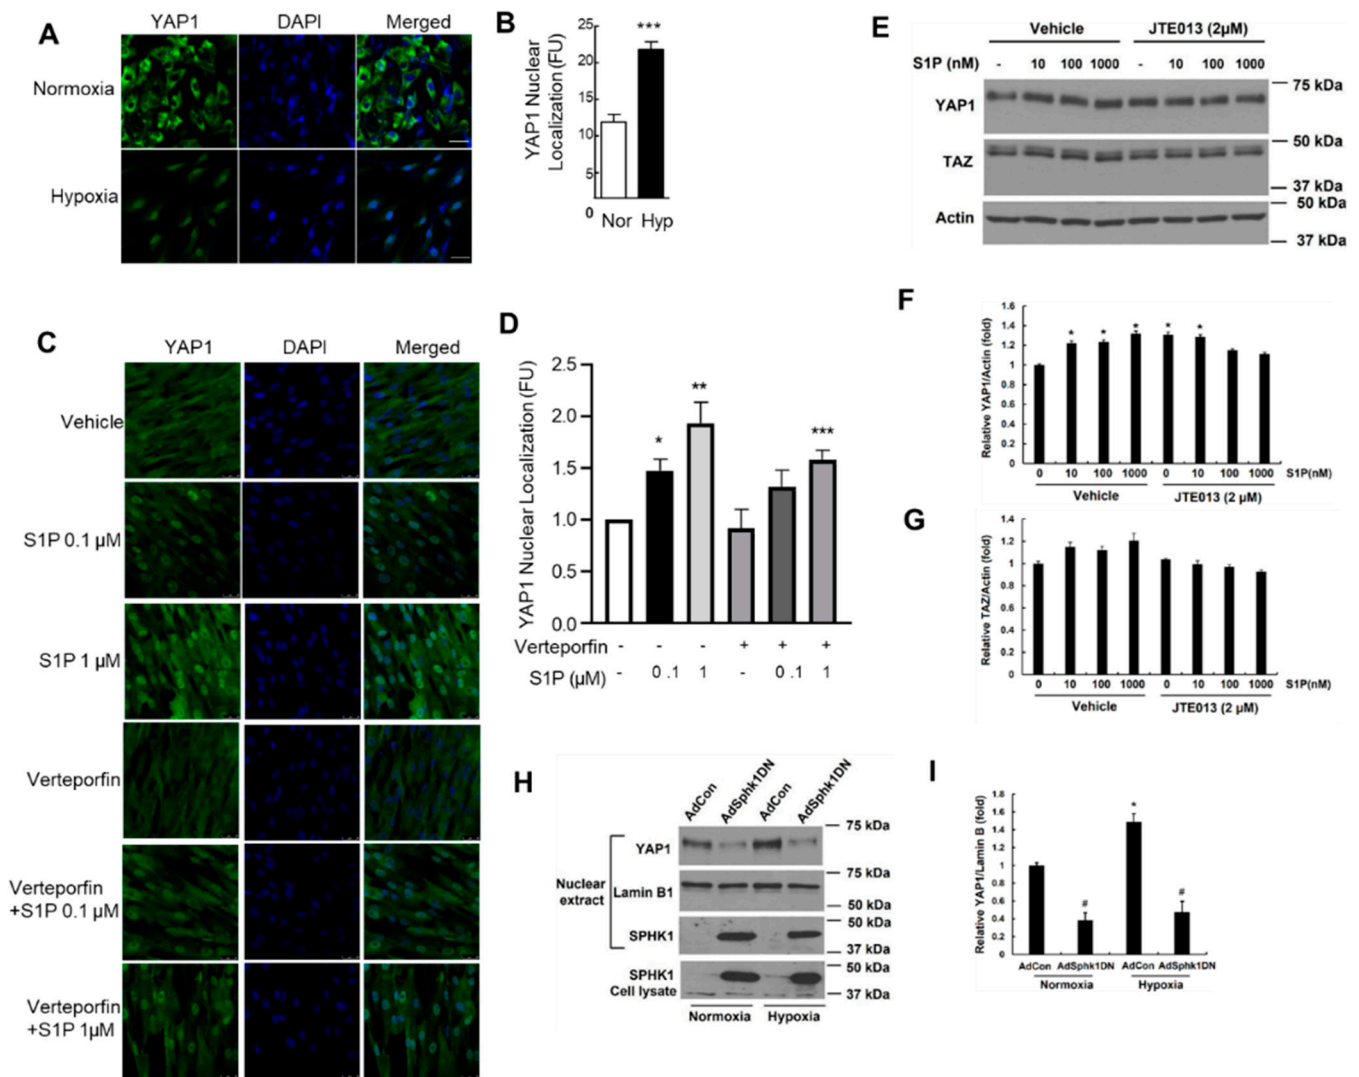 A
YAP1 DAPI Merged
Normoxia
Hypoxia
B
YAP1 Nuclear
Localization (FU)
25
20
15
10
5
0
***
Nor Hyp
C
YAP1 DAPI Merged
Vehicle
S1P 0.1 µM
S1P 1 µM
Verteporfin
Verteporfin
+S1P 0.1 µM
Verteporfin
+S1P 1µM
D
YAP1 Nuclear Localization (FU)
2.5
2.0
1.5
1.0
0.5
0.0
* ** ***
Verteporfin - - - + + +
S1P (µM) - 0 .1 1 - 0 .1 1
E
Vehicle JTE013 (2µM)
S1P (nM) - 10 100 1000 - 10 100 1000
YAP1
75 kDa
TAZ
50 kDa
37 kDa
Actin
50 kDa
37 kDa
F
Relative YAP1/Actin (fold)
1.6
1.4
1.2
1
0.8
0.6
0.4
0.2
0
* * * * *
0 10 100 1000 0 10 100 1000 S1P(nM)
Vehicle JTE013 (2 µM)
G
Relative TAZ/Actin (fold)
1.4
1.2
1
0.8
0.6
0.4
0.2
0
0 10 100 1000 0 10 100 1000 S1P(nM)
Vehicle JTE013 (2 µM)
H
AdCon AdSphk1DN AdCon AdSphk1DN
Nuclear
extract
YAP1
75 kDa
Lamin B1
75 kDa
50 kDa
SPHK1
50 kDa
37 kDa
SPHK1
Cell lysate
50 kDa
37 kDa
Normoxia Hypoxia
I
Relative YAP1/Lamin B (fold)
1.8
1.6
1.4
1.2
1
0.8
0.6
0.4
0.2
0
# * #
AdCon AdSphk1DN AdCon AdSphk1DN
Normoxia Hypoxia